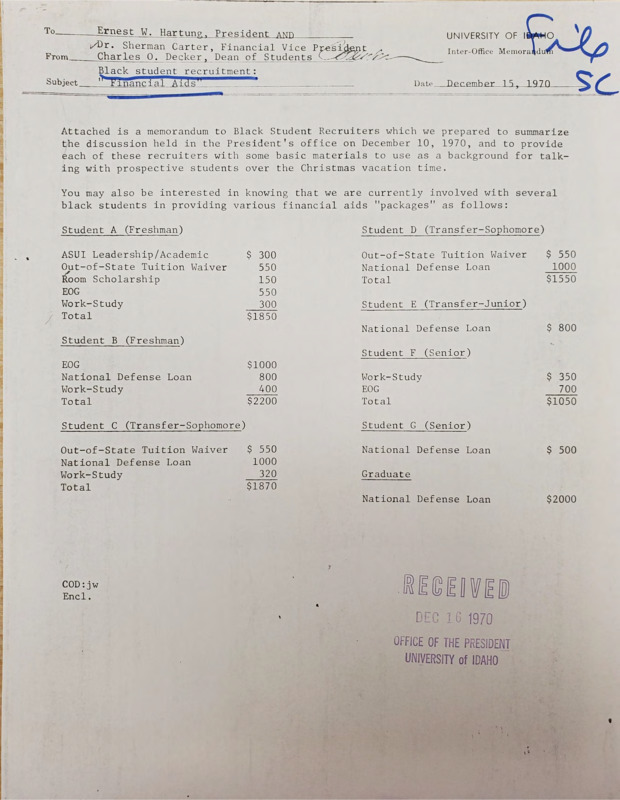 To Ernest W. Hartung, President AND
✓Dr. Sherman Carter, Financial Vice President
From Charles O. Decker, Dean of Students
Black student recruitment:
Subject "Financial Aids"
UNIVERSITY OF IDAHO
Inter-Office Memorandum
Date December 15, 1970
File
SC
Attached is a memorandum to Black Student Recruiters which we prepared to summarize
the discussion held in the President's office on December 10, 1970, and to provide
each of these recruiters with some basic materials to use as a background for talk-
ing with prospective students over the Christmas vacation time.
You may also be interested in knowing that we are currently involved with several
black students in providing various financial aids "packages" as follows:
Student A (Freshman)
ASUI Leadership/Academic $ 300
Out-of-State Tuition Waiver 550
Room Scholarship 150
EOG 550
Work-Study 300
Total $1850
Student B (Freshman)
EOG $1000
National Defense Loan 800
Work-Study 400
Total $2200
Student C (Transfer-Sophomore)
Out-of-State Tuition Waiver $ 550
National Defense Loan 1000
Work-Study 320
Total $1870
Student D (Transfer-Sophomore)
Out-of-State Tuition Waiver $ 550
National Defense Loan 1000
Total $1550
Student E (Transfer-Junior)
National Defense Loan $ 800
Student F (Senior)
Work-Study $ 350
EOG 700
Total $1050
Student G (Senior)
National Defense Loan $ 500
Graduate
National Defense Loan $2000
COD:jw
Encl.
RECEIVED
DEC 16 1970
OFFICE OF THE PRESIDENT
UNIVERSITY of IDAHO